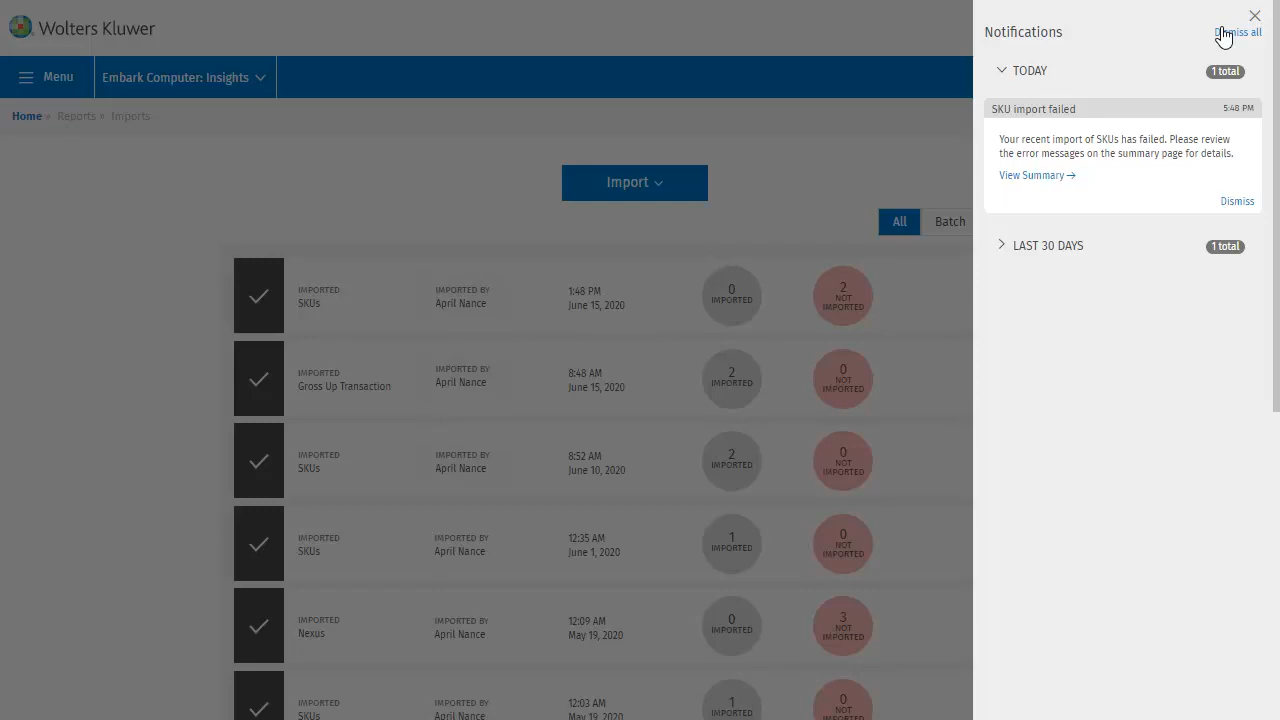 Wolters Kluwer
Menu
Embark Computer: Insights
Home » Reports » Imports
Import
All
Batch
IMPORTED
SKUs
IMPORTED BY
April Nance
1:48 PM
June 15, 2020
0
IMPORTED
2
NOT
IMPORTED
IMPORTED
Gross Up Transaction
IMPORTED BY
April Nance
8:48 AM
June 15, 2020
2
IMPORTED
0
NOT
IMPORTED
IMPORTED
SKUs
IMPORTED BY
April Nance
8:52 AM
June 10, 2020
2
IMPORTED
0
NOT
IMPORTED
IMPORTED
SKUs
IMPORTED BY
April Nance
12:35 AM
June 1, 2020
1
IMPORTED
0
NOT
IMPORTED
IMPORTED
Nexus
IMPORTED BY
April Nance
12:09 AM
May 19, 2020
0
IMPORTED
3
NOT
IMPORTED
IMPORTED
SKUs
IMPORTED BY
April Nance
12:03 AM
May 19, 2020
1
IMPORTED
0
NOT
IMPORTED
Notifications
Dismiss all
TODAY
1 total
SKU import failed
5:48 PM
Your recent import of SKUs has failed. Please review
the error messages on the summary page for details.
View Summary →
Dismiss
LAST 30 DAYS
1 total